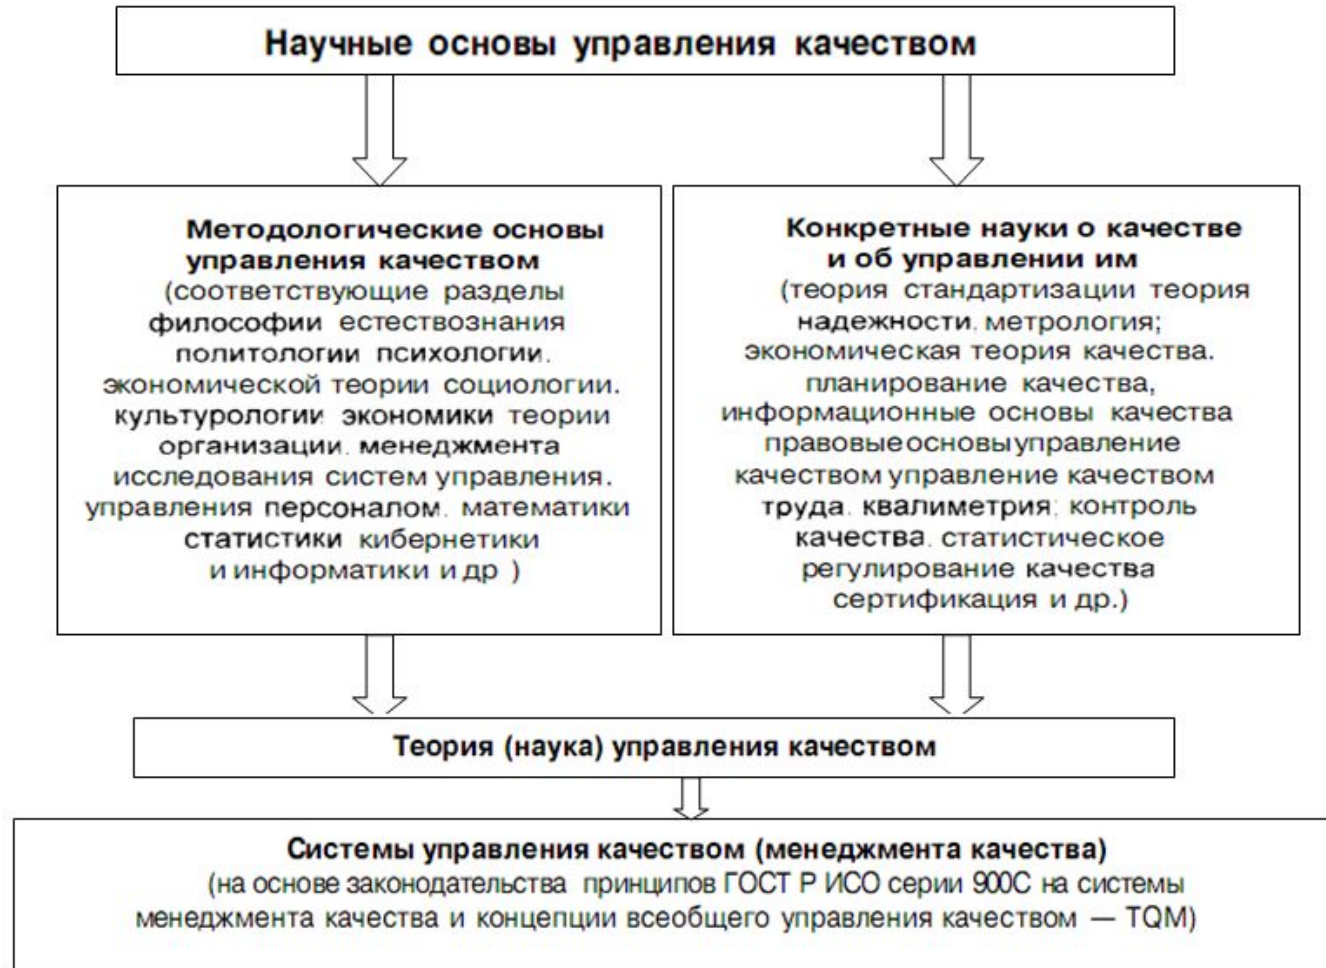 Научные основы управления качеством
Методологические основы
управления качеством
(соответствующие разделы
философии естествознания
политологии психологии.
экономической теории социологии.
культурологии экономики теории
организации. менеджмента
исследования систем управления.
управления персоналом. математики
статистики кибернетики
и информатики и др )
Конкретные науки о качестве
и об управлении им
(теория стандартизации теория
надежности. метрология;
экономическая теория качества.
планирование качества,
информационные основы качества
правовые основы управление
качеством управление качеством
труда. квалиметрия; контроль
качества. статистическое
регулирование качества
сертификация и др.)
Теория (наука) управления качеством
Системы управления качеством (менеджмента качества)
(на основе законодательства принципов ГОСТ Р ИСО серии 900С на системы
менеджмента качества и концепции всеобщего управления качеством — TQM)